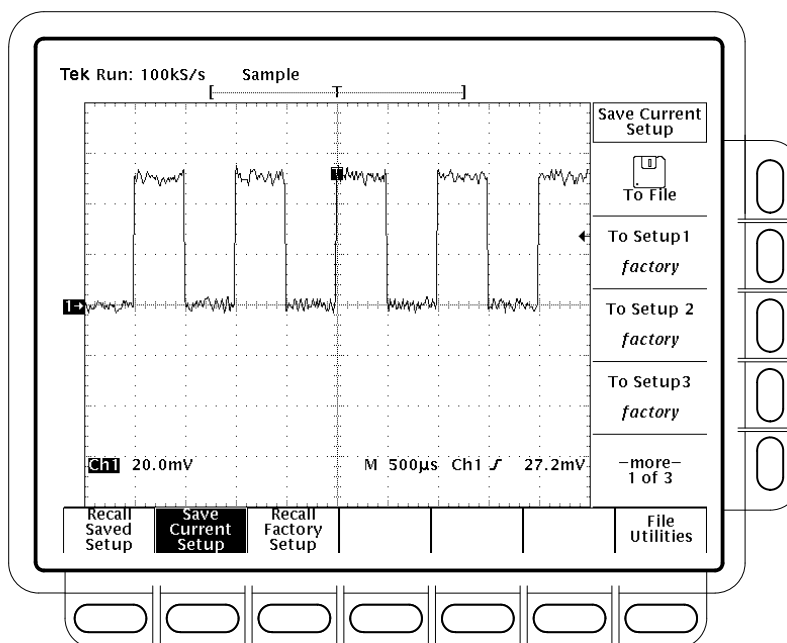 Tek Run: 100kS/s Sample
[ T ]
Save Current
Setup
To File
To Setup1
factory
To Setup 2
factory
To Setup3
factory
–more–
1 of 3
T
1→
Ch1 20.0mV M 500µs Ch1 ƒ 27.2mV
Recall
Saved
Setup
Save
Current
Setup
Recall
Factory
Setup
File
Utilities